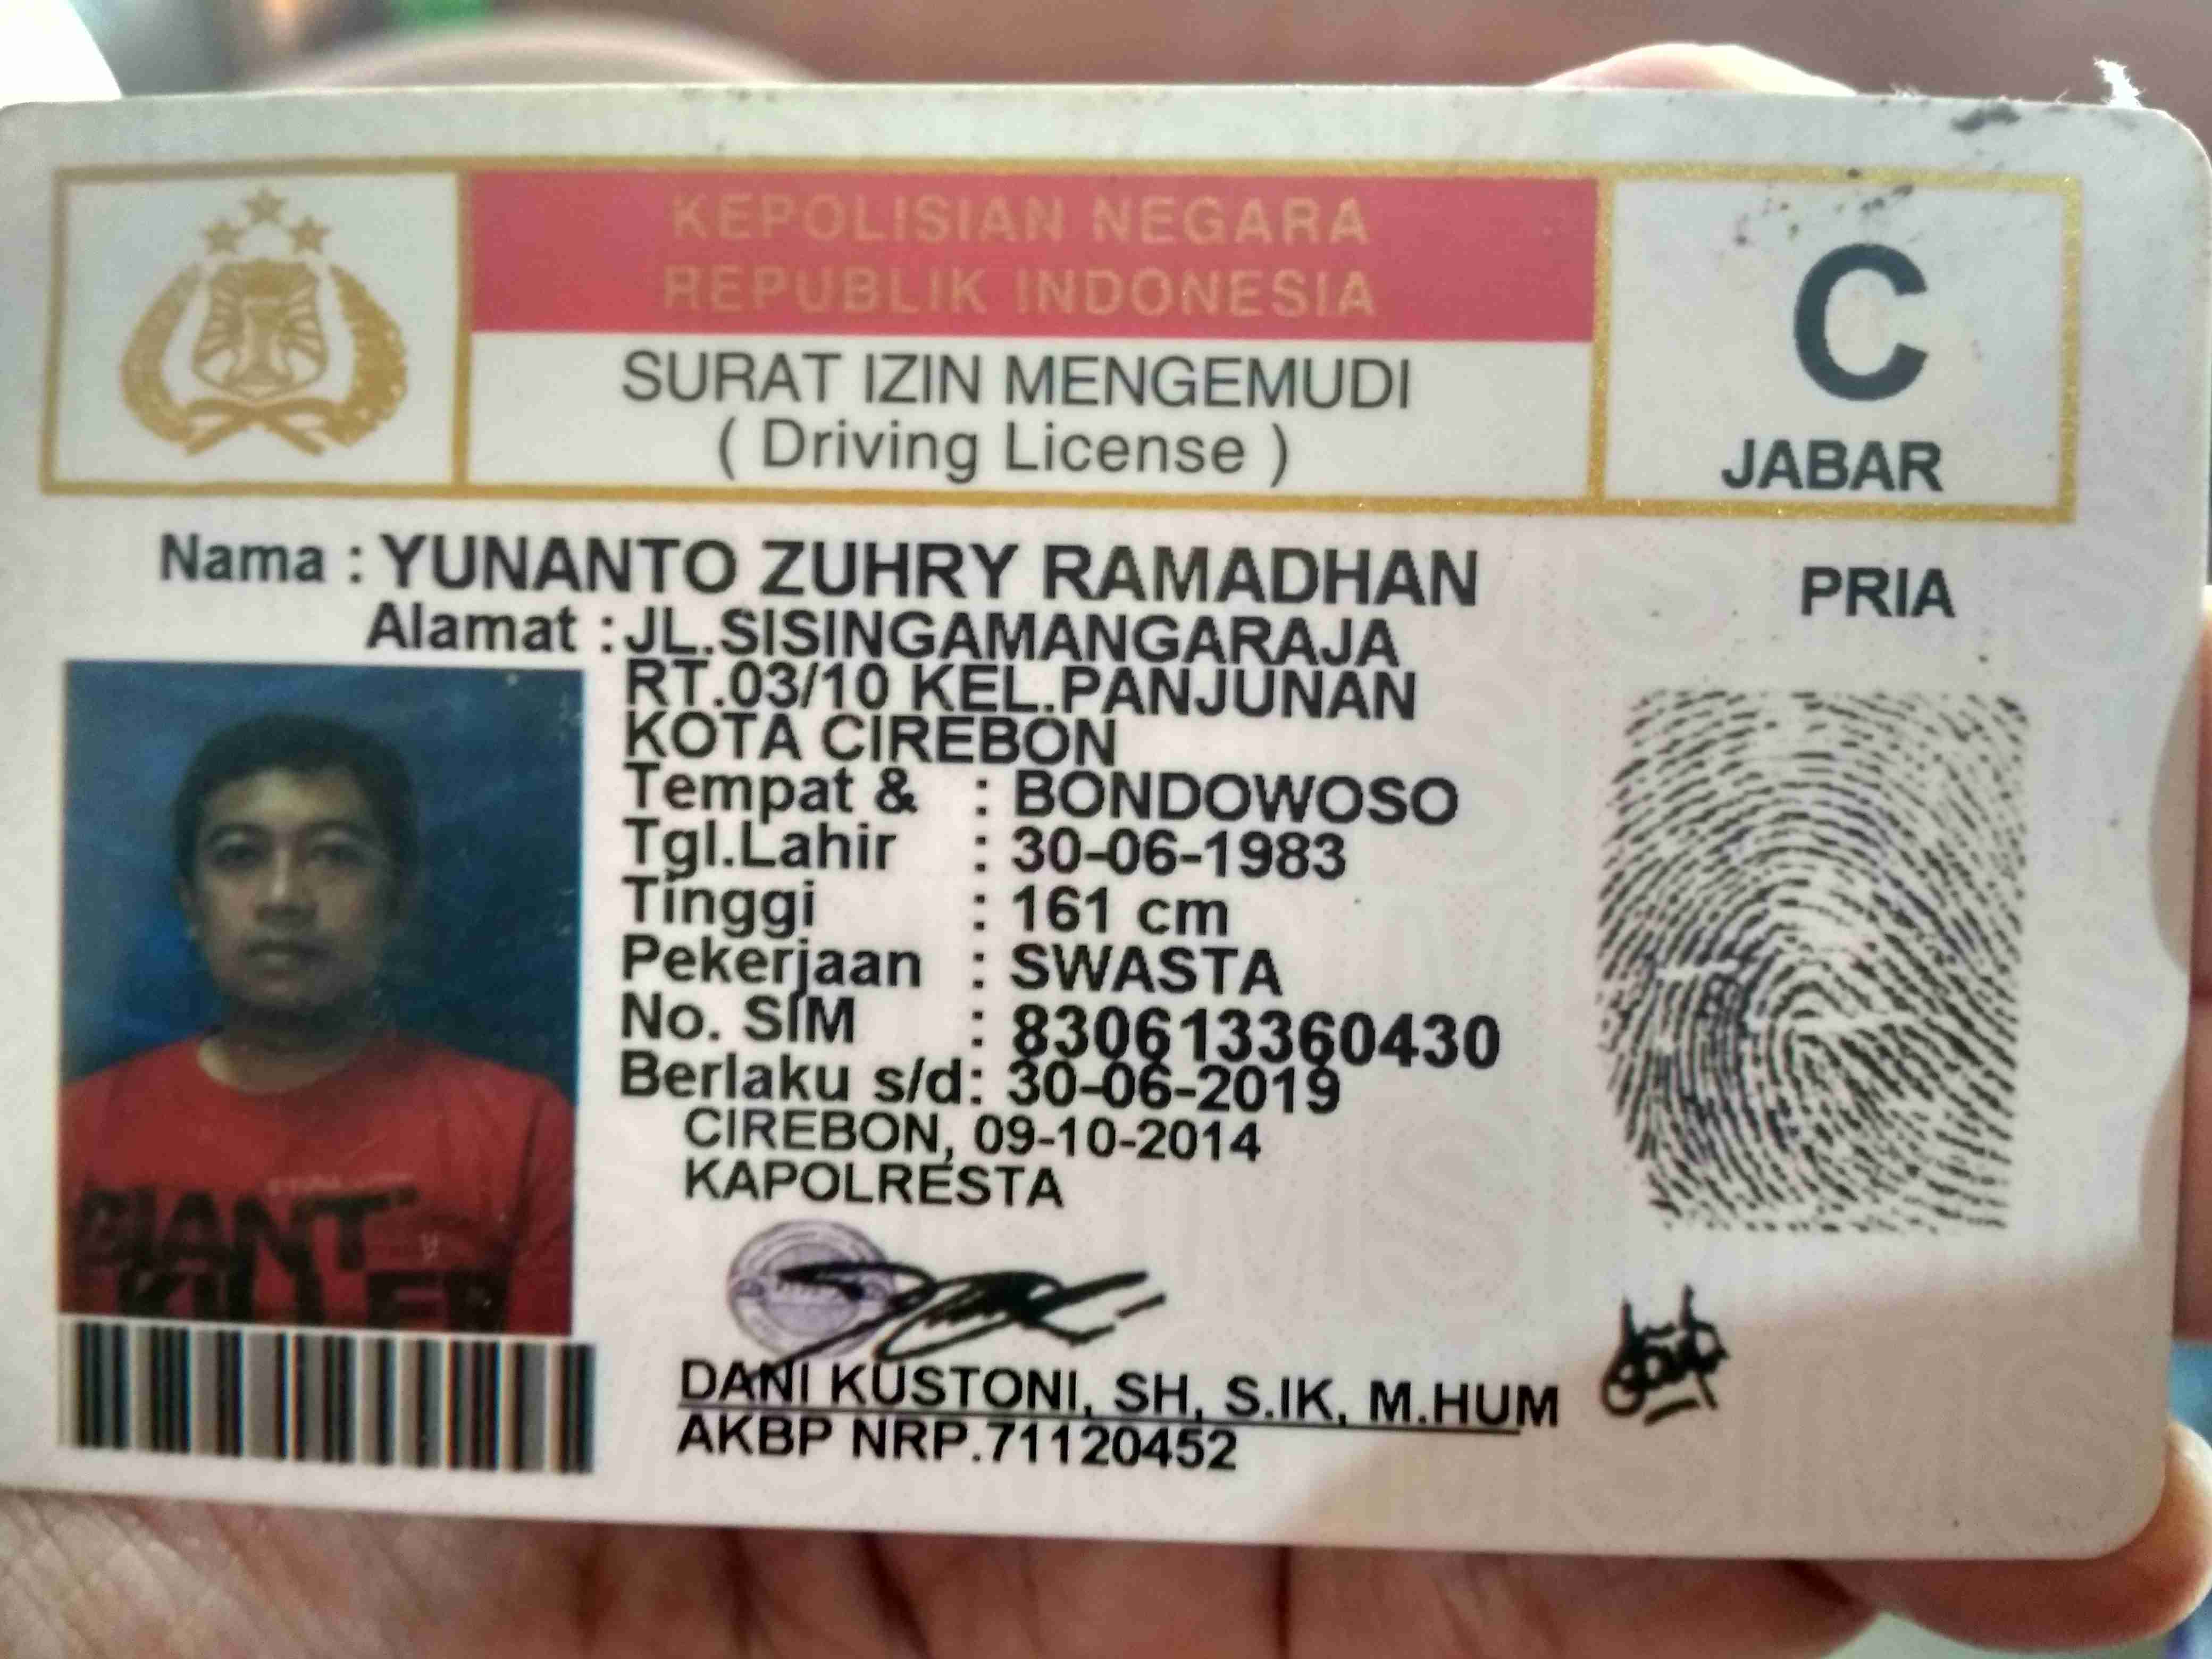 KEPOLISIAN NEGARA
REPUBLIK INDONESIA
SURAT IZIN MENGEMUDI
( Driving License )
C
JABAR
Nama : YUNANTO ZUHRY RAMADHAN
PRIA
Alamat : JL.SISINGAMANGARAJA
RT.03/10 KEL.PANJUNAN
KOTA CIREBON
Tempat & : BONDOWOSO
Tgl.Lahir : 30-06-1983
Tinggi : 161 cm
Pekerjaan : SWASTA
No. SIM : 830613360430
Berlaku s/d: 30-06-2019
CIREBON, 09-10-2014
KAPOLRESTA
GIANT
KILLER
DANI KUSTONI, SH, S.IK, M.HUM
AKBP NRP.71120452